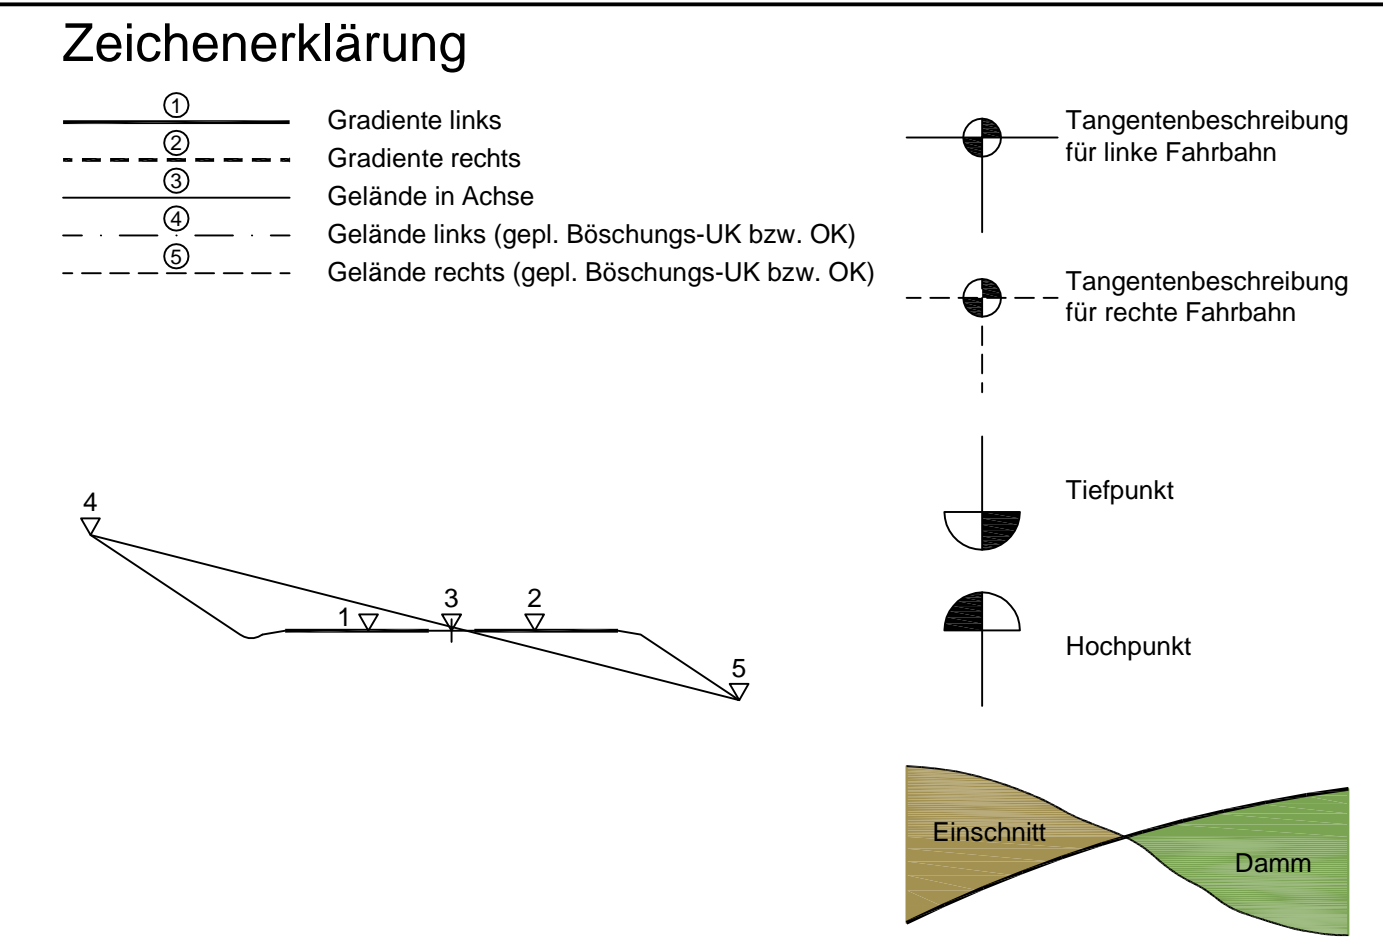 Zeichenerklärung
1
Gradiente links
2
Gradiente rechts
3
Gelände in Achse
4
Gelände links (gepl. Böschungs-UK bzw. OK)
5
Gelände rechts (gepl. Böschungs-UK bzw. OK)
Tangentenbeschreibung
für linke Fahrbahn
Tangentenbeschreibung
für rechte Fahrbahn
Tiefpunkt
Hochpunkt
4
1
3
2
5
Einschnitt
Damm